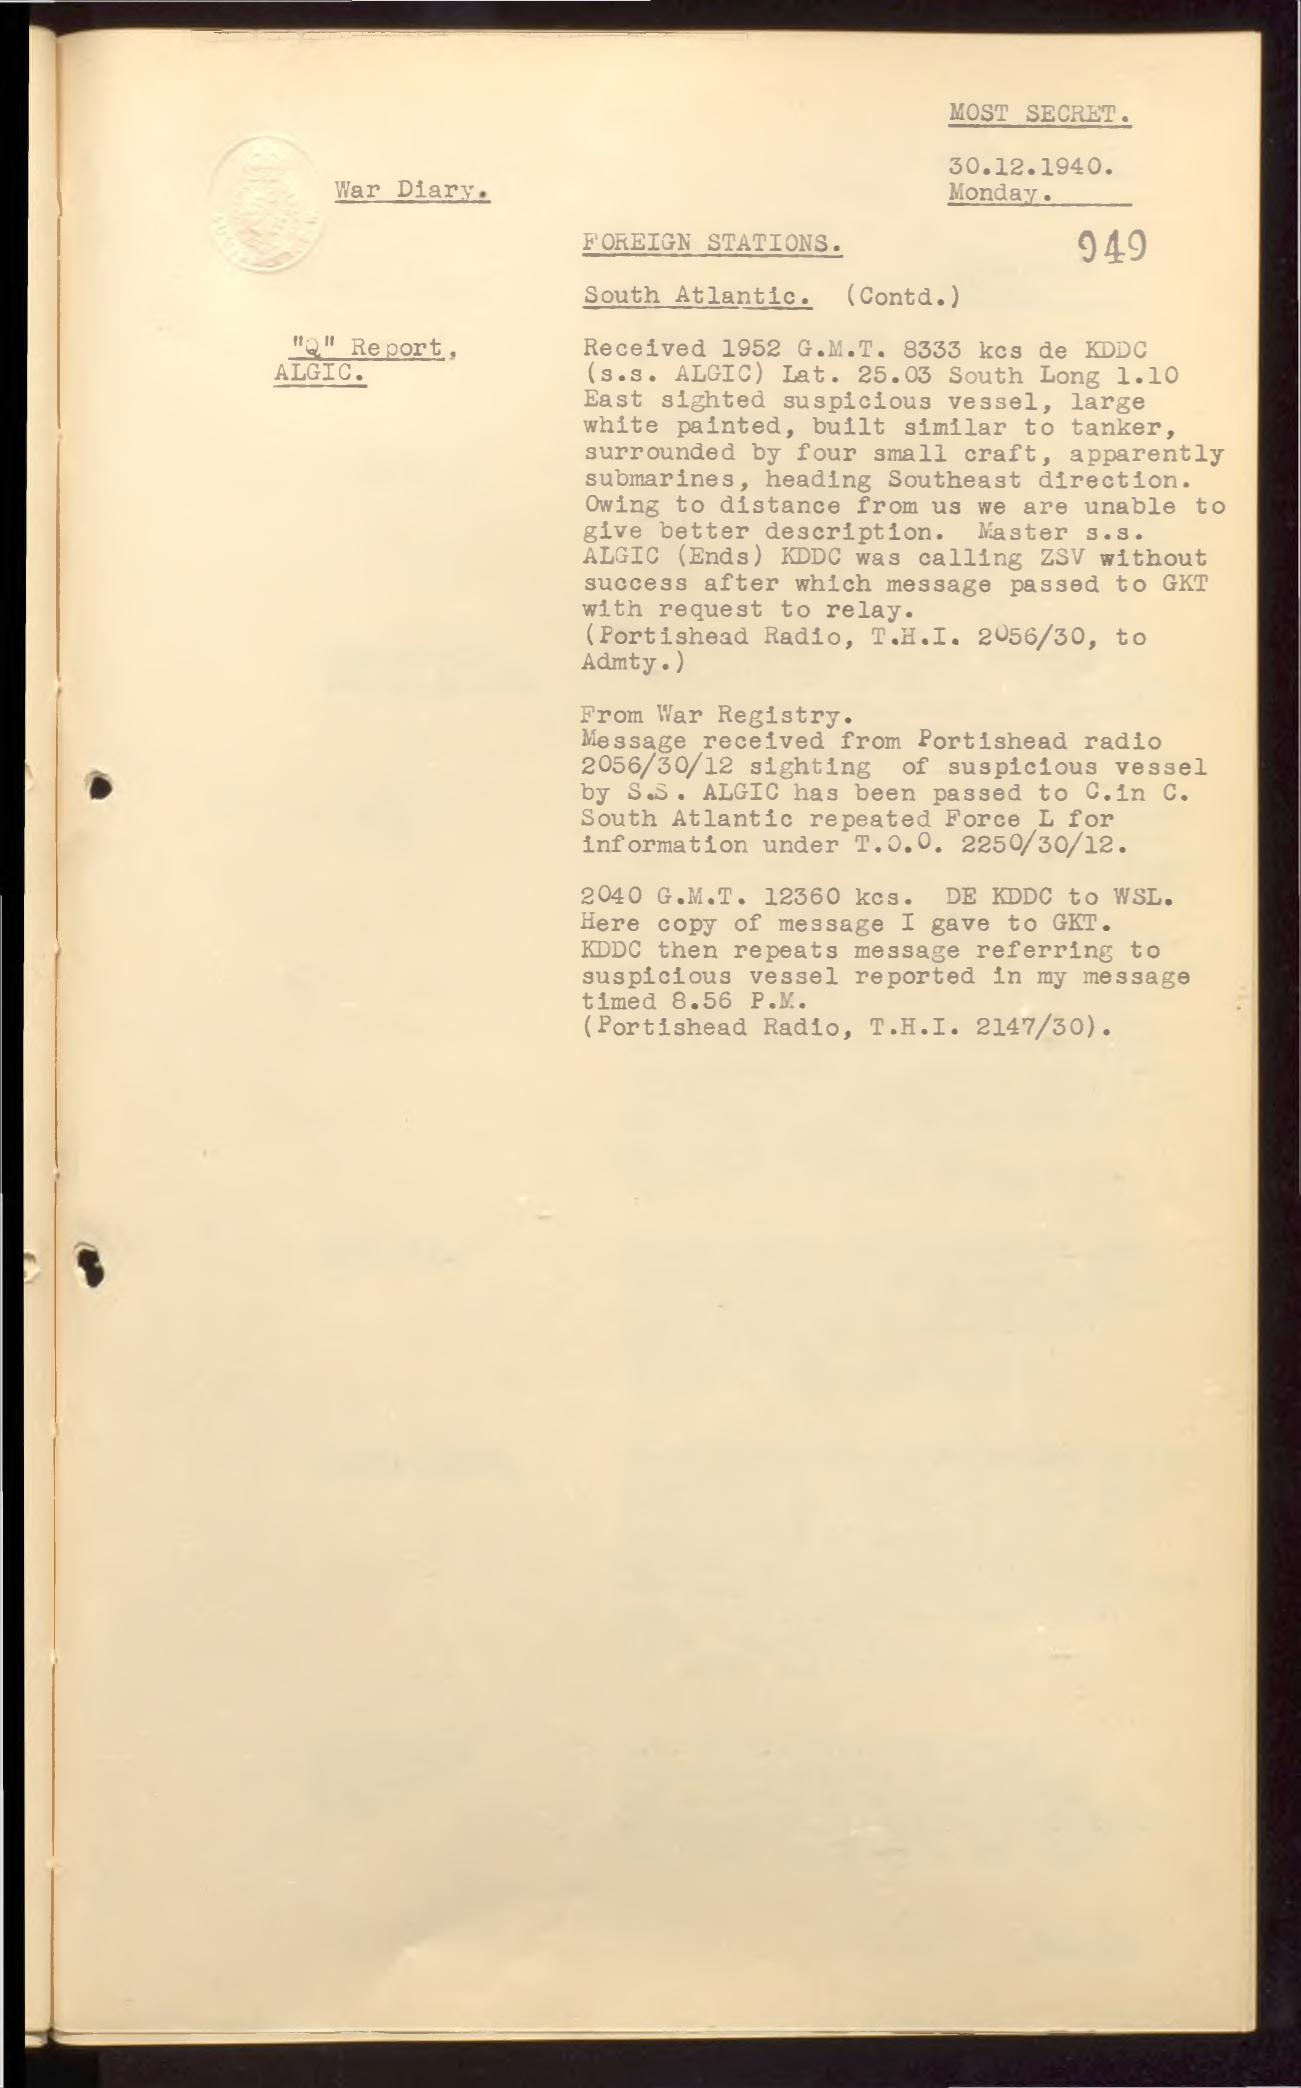 MOST SECRET.
30.12.1940.
War Diary.
Monday.
FOREIGN STATIONS.
949
South Atlantic. (Contd.)
"Q" Report,
ALGIC.
Received 1952 G.M.T. 8333 kcs de KDDC
(s.s. ALGIC) Lat. 25.03 South Long 1.10
East sighted suspicious vessel, large
white painted, built similar to tanker,
surrounded by four small craft, apparently
submarines, heading Southeast direction.
Owing to distance from us we are unable to
give better description. Master s.s.
ALGIC (Ends) KDDC was calling ZSV without
success after which message passed to GKT
with request to relay.
(Portishead Radio, T.H.I. 2056/30, to
Admty.)
From War Registry.
Message received from Portishead radio
2056/30/12 sighting of suspicious vessel
by S.S. ALGIC has been passed to C.in C.
South Atlantic repeated Force L for
information under T.O.O. 2250/30/12.
2040 G.M.T. 12360 kcs. DE KDDC to WSL.
Here copy of message I gave to GKT.
KDDC then repeats message referring to
suspicious vessel reported in my message
timed 8.56 P.M.
(Portishead Radio, T.H.I. 2147/30).